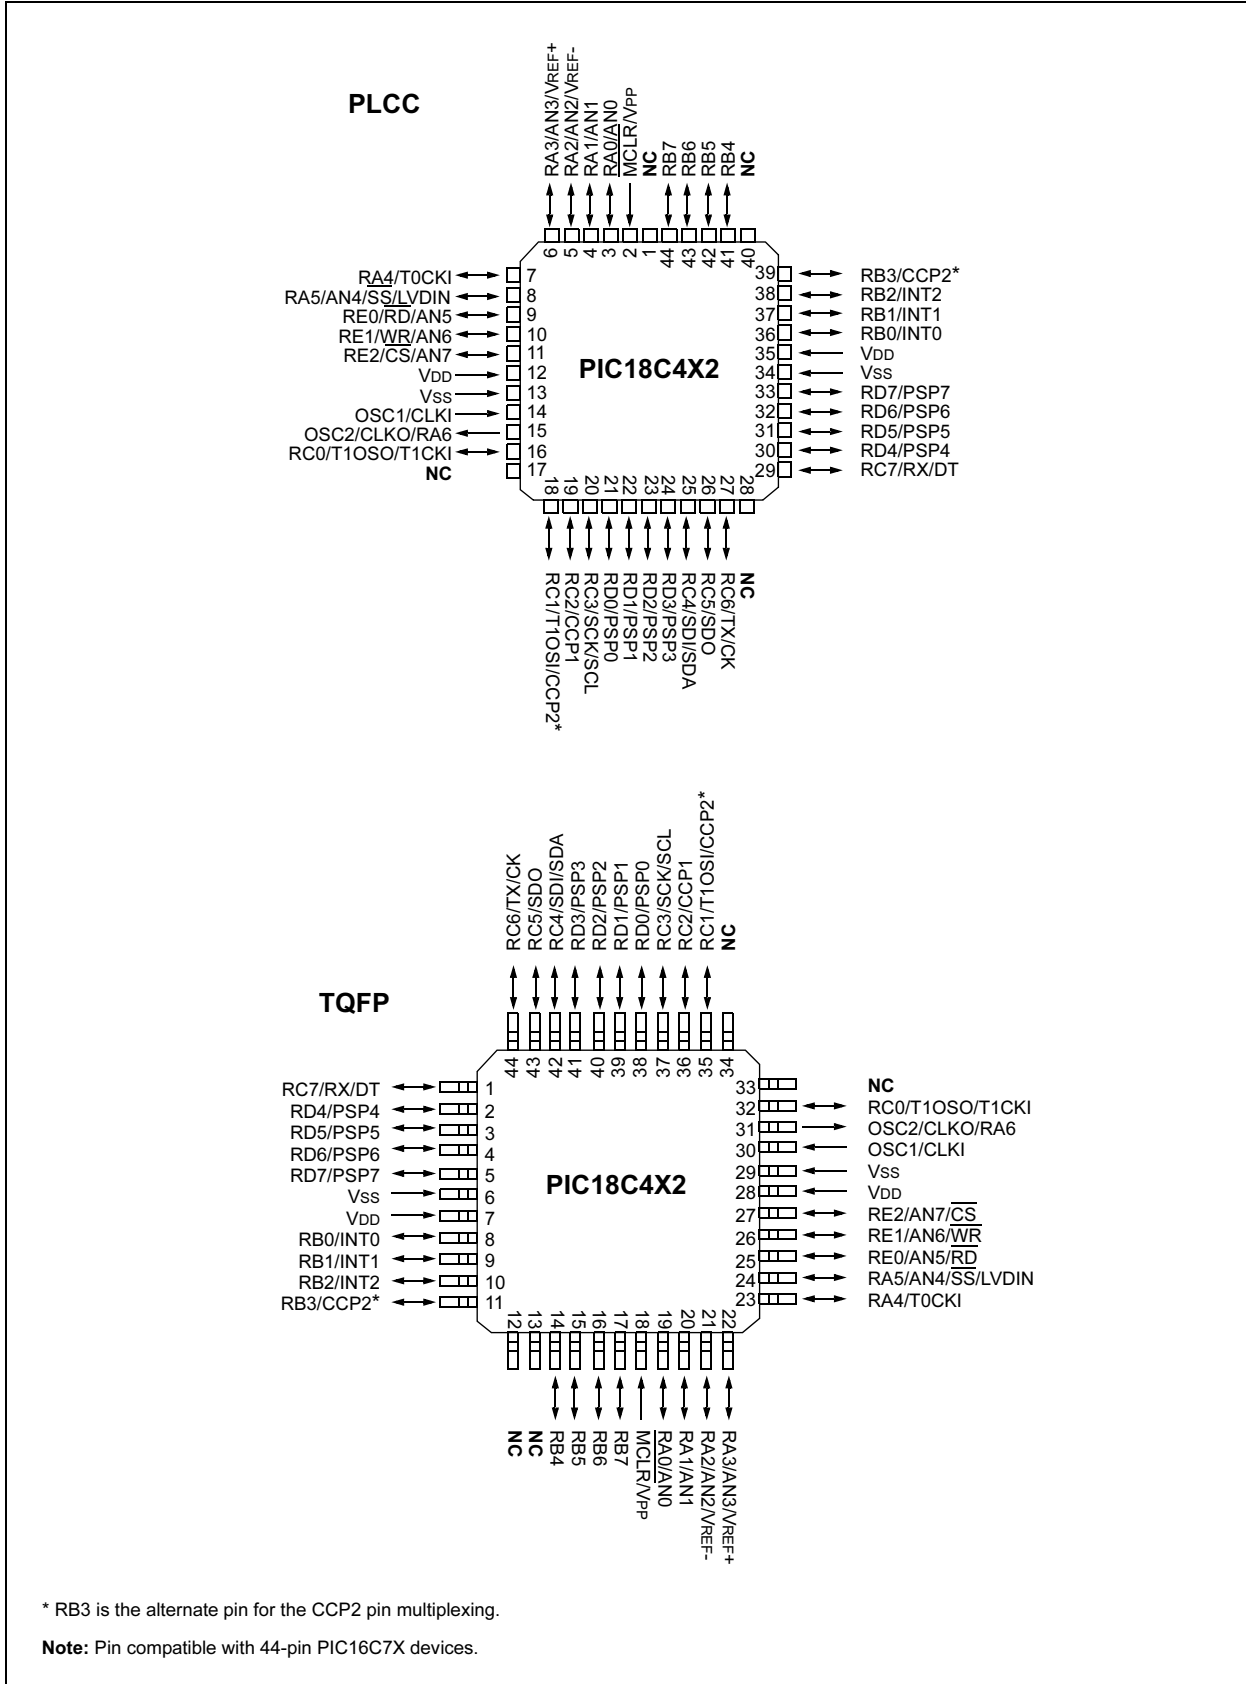 PLCC
RA3/AN3/VREF+
RA2/AN2/VREF-
RA1/AN1
RA0/AN0
MCLR/VPP
NC
RB7
RB6
RB5
RB4
NC
6
5
4
3
2
1
44
43
42
41
40
RA4/T0CKI 7
RA5/AN4/SS/LVDIN 8
RE0/RD/AN5 9
RE1/WR/AN6 10
RE2/CS/AN7 11
VDD 12
VSS 13
OSC1/CLKI 14
OSC2/CLKO/RA6 15
RC0/T1OSO/T1CKI 16
NC 17
PIC18C4X2
39 RB3/CCP2*
38 RB2/INT2
37 RB1/INT1
36 RB0/INT0
35 VDD
34 VSS
33 RD7/PSP7
32 RD6/PSP6
31 RD5/PSP5
30 RD4/PSP4
29 RC7/RX/DT
18
19
20
21
22
23
24
25
26
27
28
RC1/T1OSI/CCP2*
RC2/CCP1
RC3/SCK/SCL
RD0/PSP0
RD1/PSP1
RD2/PSP2
RD3/PSP3
RC4/SDI/SDA
RC5/SDO
RC6/TX/CK
NC
TQFP
RC6/TX/CK
RC5/SDO
RC4/SDI/SDA
RD3/PSP3
RD2/PSP2
RD1/PSP1
RD0/PSP0
RC3/SCK/SCL
RC2/CCP1
RC1/T1OSI/CCP2*
NC
44
43
42
41
40
39
38
37
36
35
34
RC7/RX/DT 1
RD4/PSP4 2
RD5/PSP5 3
RD6/PSP6 4
RD7/PSP7 5
VSS 6
VDD 7
RB0/INT0 8
RB1/INT1 9
RB2/INT2 10
RB3/CCP2* 11
PIC18C4X2
33 NC
32 RC0/T1OSO/T1CKI
31 OSC2/CLKO/RA6
30 OSC1/CLKI
29 VSS
28 VDD
27 RE2/AN7/CS
26 RE1/AN6/WR
25 RE0/AN5/RD
24 RA5/AN4/SS/LVDIN
23 RA4/T0CKI
12
13
14
15
16
17
18
19
20
21
22
NC
NC
RB4
RB5
RB6
RB7
MCLR/VPP
RA0/AN0
RA1/AN1
RA2/AN2/VREF-
RA3/AN3/VREF+
* RB3 is the alternate pin for the CCP2 pin multiplexing.
Note: Pin compatible with 44-pin PIC16C7X devices.